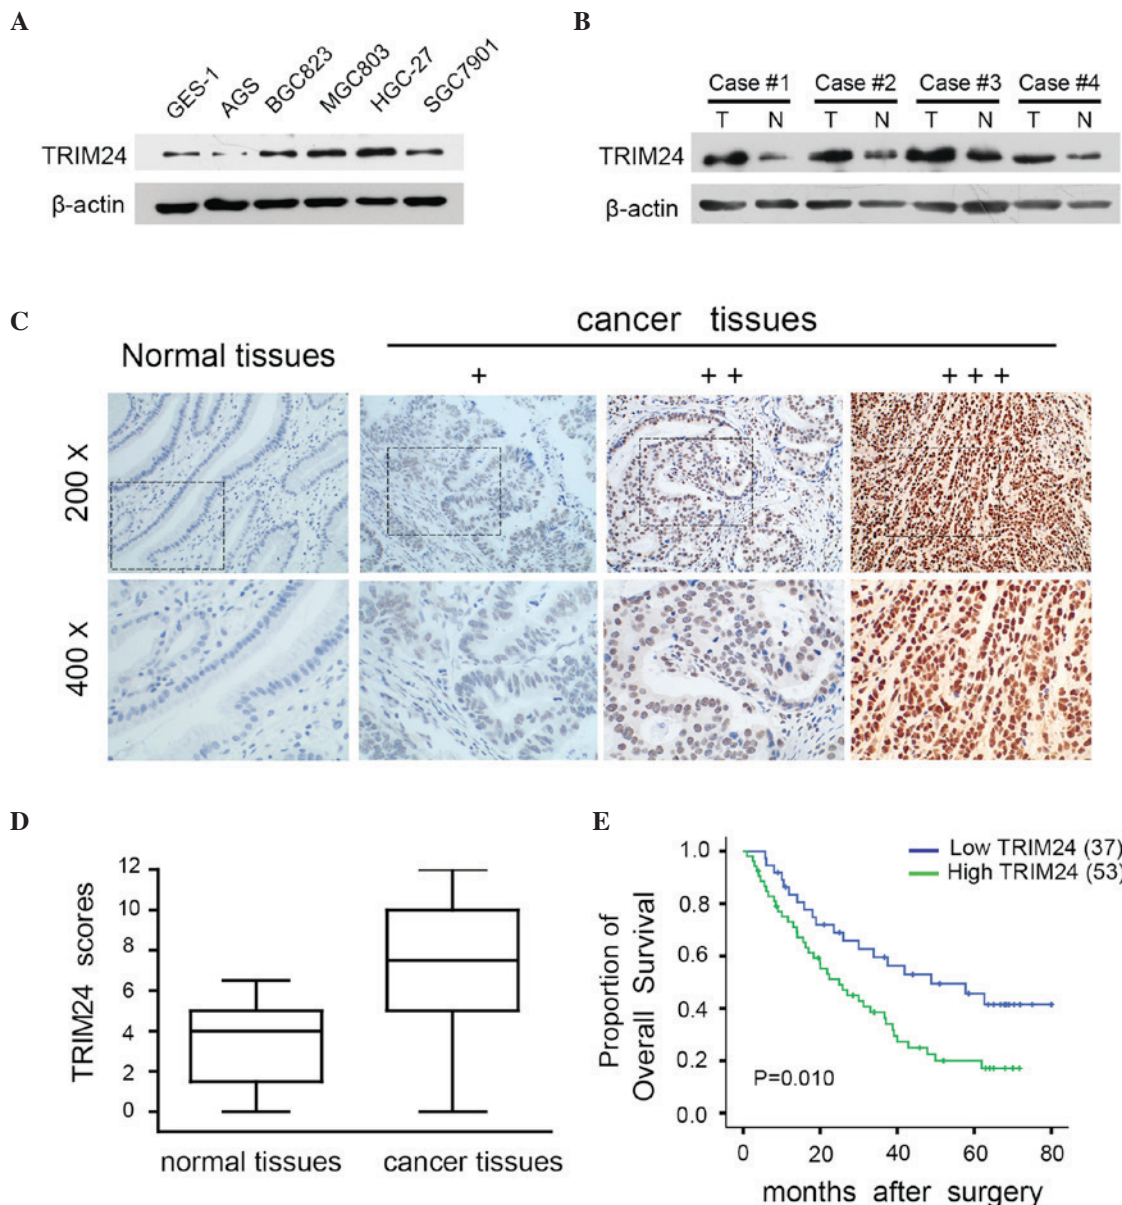 A
GES-1 AGS BGC823 MGC803 HGC-27 SGC7901
TRIM24
β-actin
B
Case #1 Case #2 Case #3 Case #4
T N T N T N T N
TRIM24
β-actin
C
cancer tissues
Normal tissues
+ ++ +++
200 X
400 X
D
TRIM24 scores
12
10
8
6
4
2
0
normal tissues cancer tissues
E
Low TRIM24 (37)
High TRIM24 (53)
Proportion of
Overall Survival
1.0
0.8
0.6
0.4
0.2
0.0
P=0.010
0 20 40 60 80
months after surgery